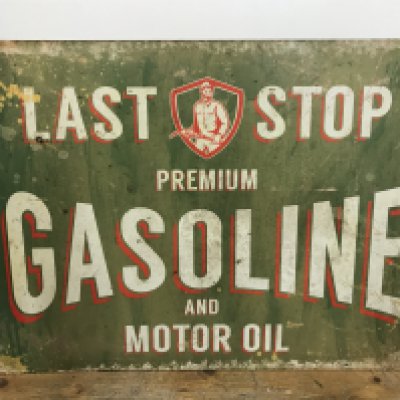 LAST STOP
PREMIUM
GASOLINE
AND
MOTOR OIL